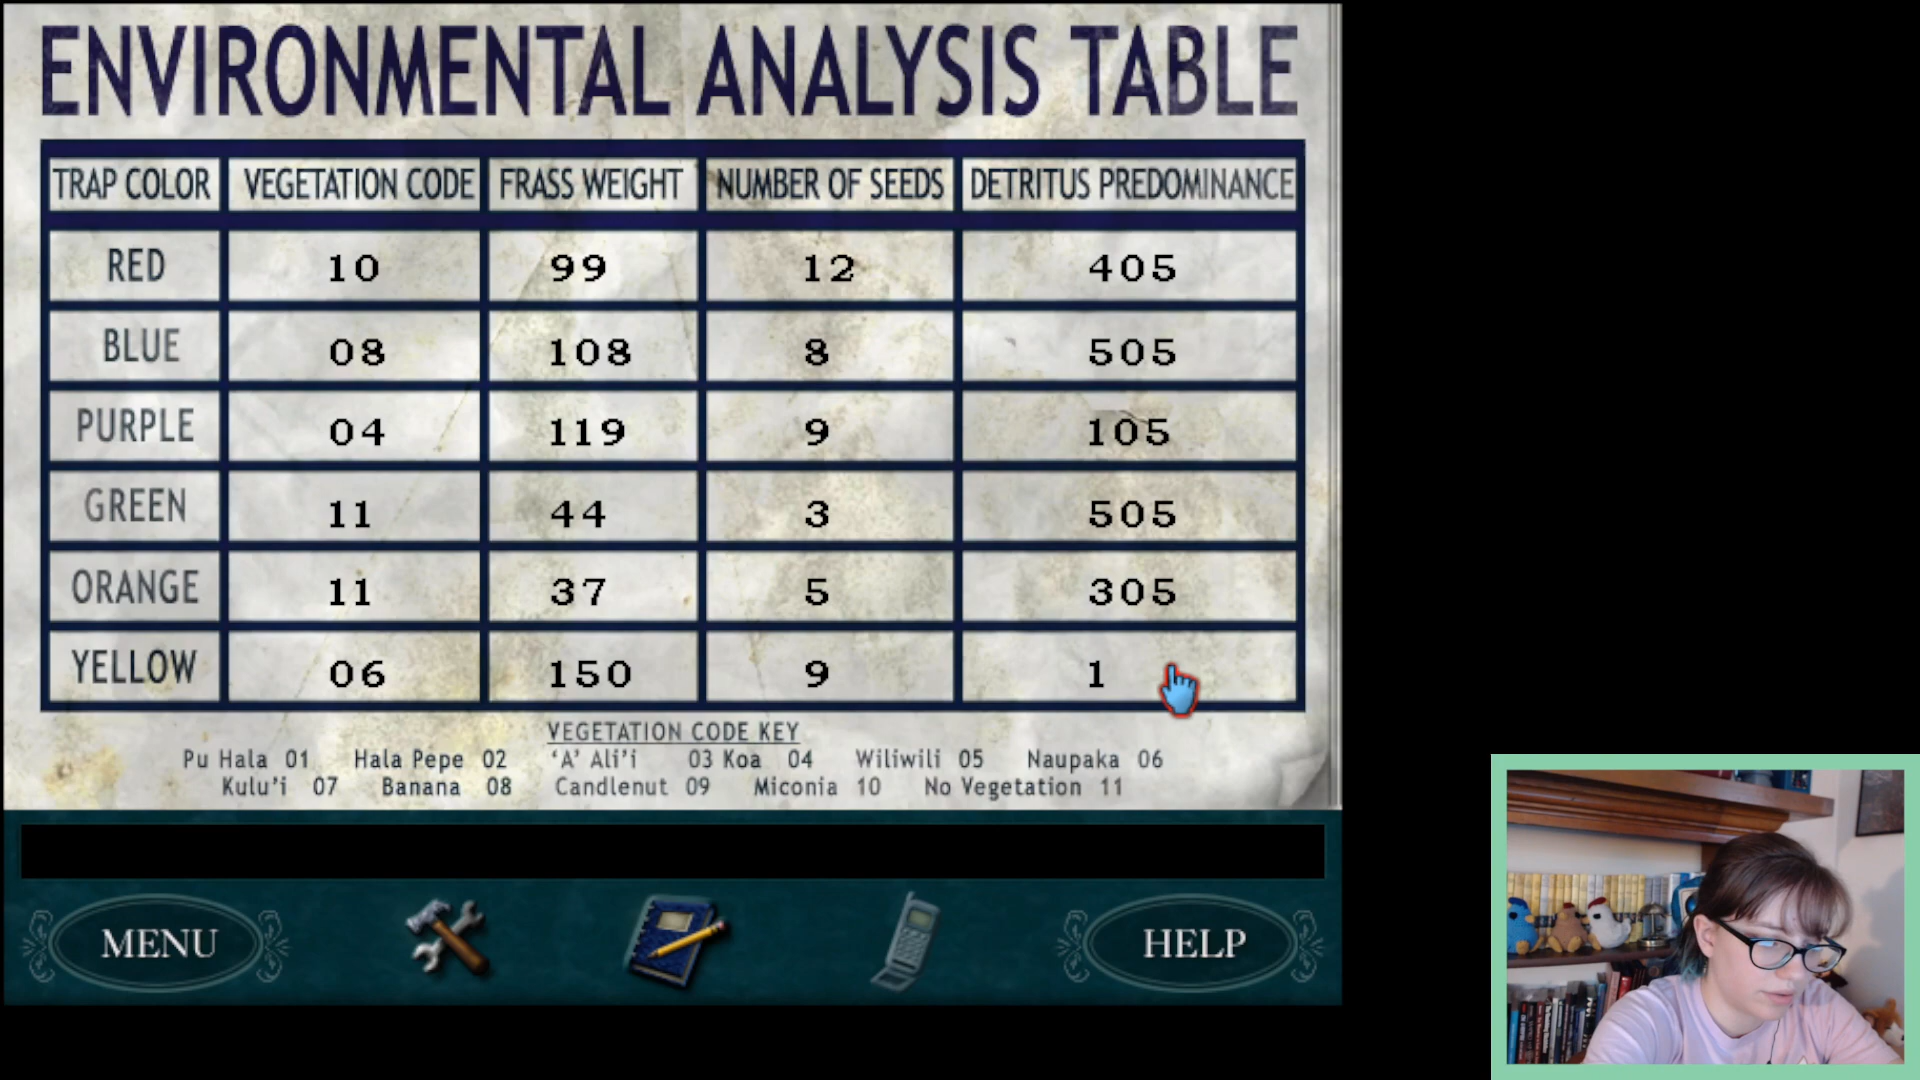 ENVIRONMENTAL ANALYSIS TABLE
TRAP COLOR VEGETATION CODE FRASS WEIGHT NUMBER OF SEEDS DETRITUS PREDOMINANCE
RED 10 99 12 405
BLUE 08 108 8 505
PURPLE 04 119 9 105
GREEN 11 44 3 505
ORANGE 11 37 5 305
YELLOW 06 150 9 1
VEGETATION CODE KEY
Pu Hala 01 Hala Pepe 02 'A' Ali'i 03 Koa 04 Wiliwili 05 Naupaka 06
Kulu'i 07 Banana 08 Candlenut 09 Miconia 10 No Vegetation 11
MENU HELP